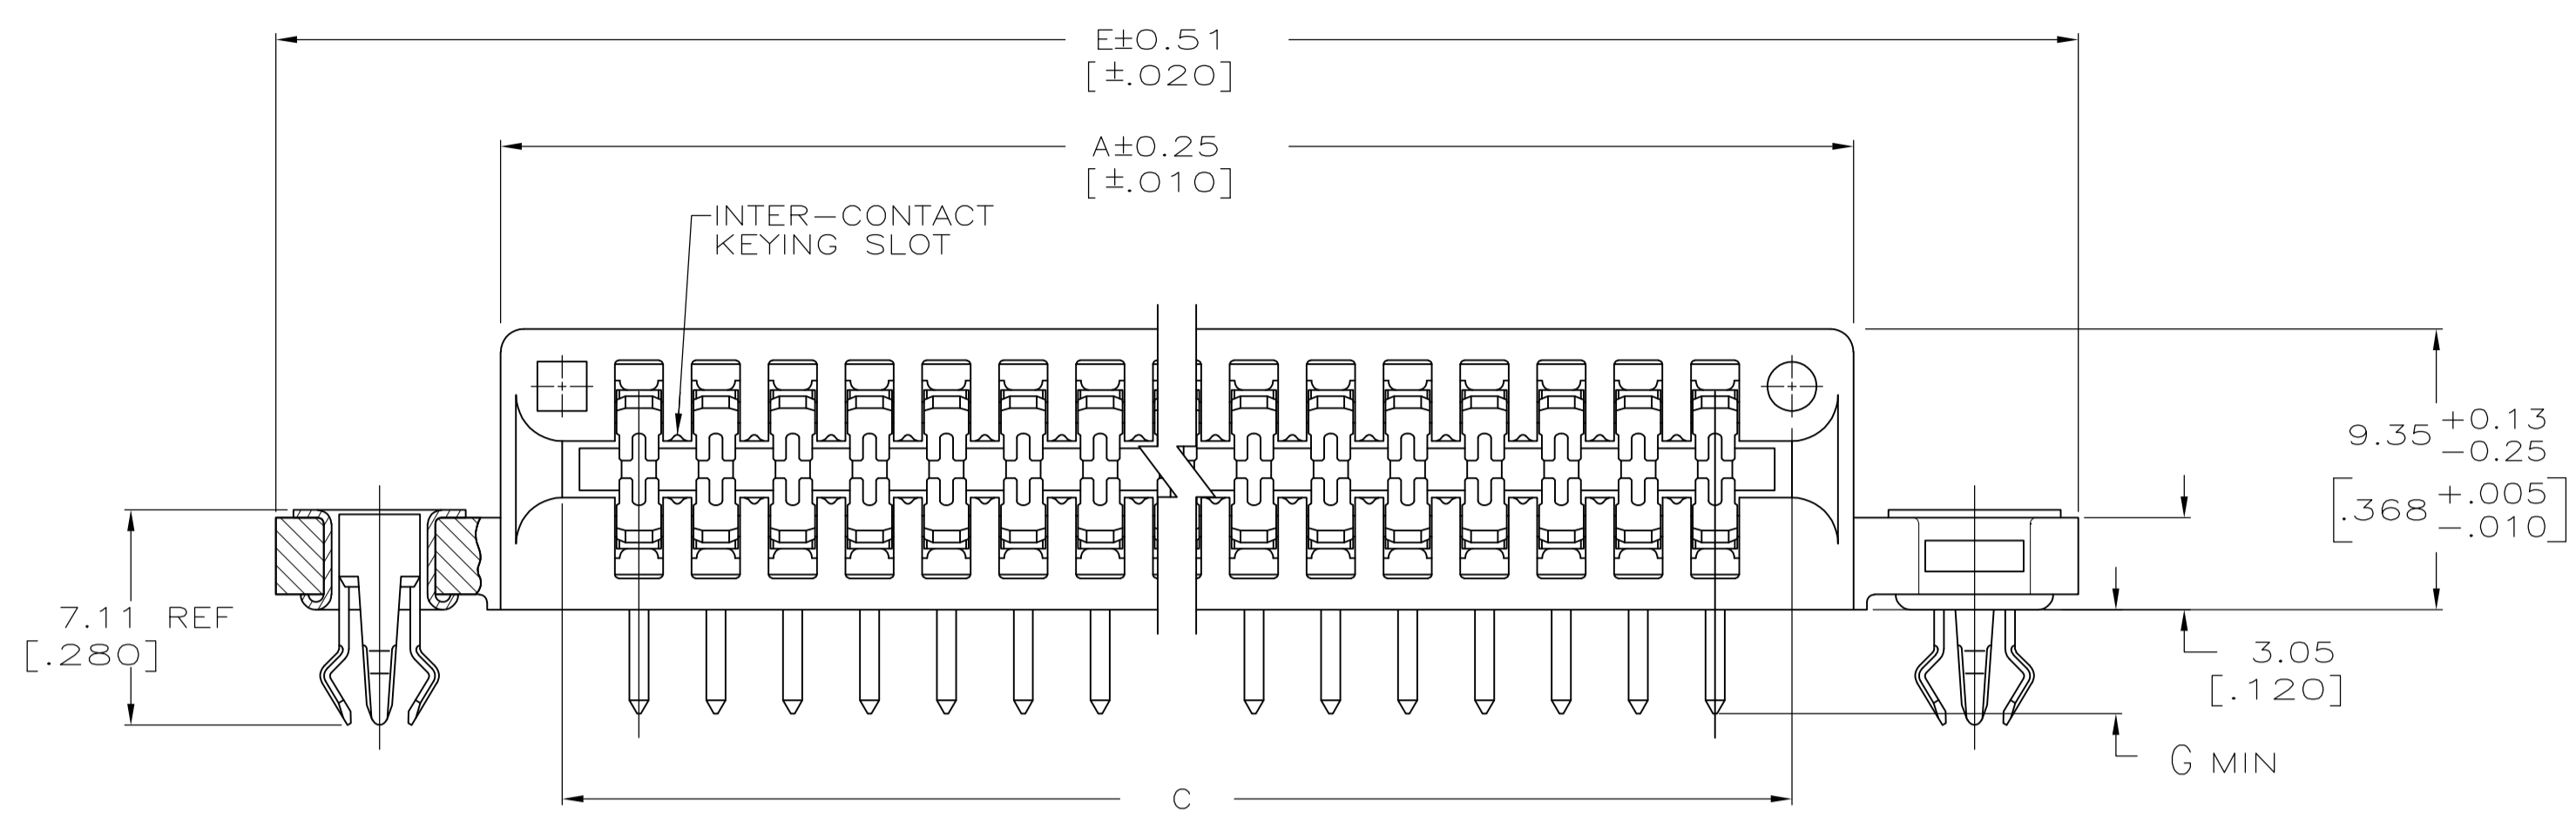 E±0.51
[±.020]
A±0.25
[±.010]
INTER-CONTACT
KEYING SLOT
9.35 +0.13
-0.25
[.368 +.005
-.010]
7.11 REF
[.280]
3.05
[.120]
G MIN
C